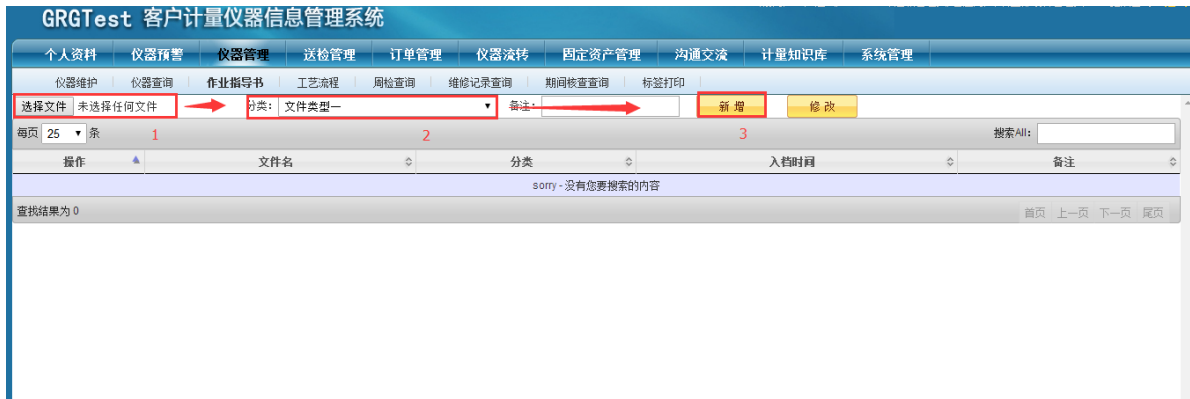 GRGTest 客户计量仪器信息管理系统
个人资料 仪器预警 仪器管理 送检管理 订单管理 仪器流转 固定资产管理 沟通交流 计量知识库 系统管理
仪器维护 仪器查询 作业指导书 工艺流程 周检查询 维修记录查询 期间核查查询 标签打印
选择文件 未选择任何文件 分类: 文件类型一 备注: 新 增 修 改
每页 25 条 1 2 3 搜索All:
操作 文件名 分类 入档时间 备注
sorry - 没有您要搜索的内容
查找结果为 0 首页 上一页 下一页 尾页